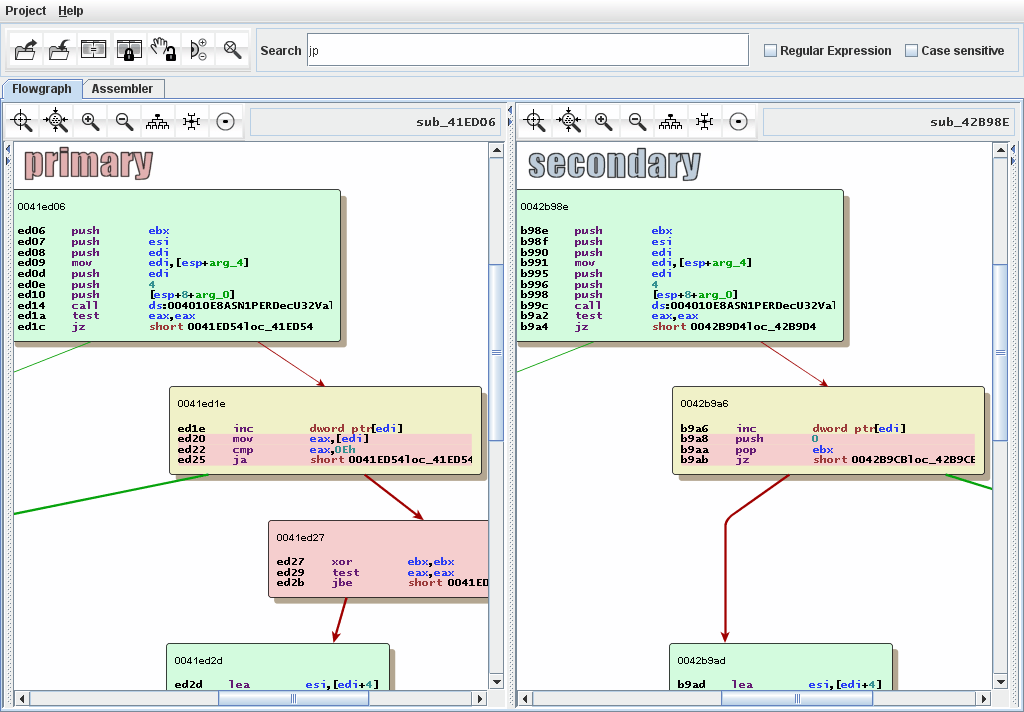 Project Help
Search jp Regular Expression Case sensitive
Flowgraph Assembler
sub_41ED06
primary
0041ed06
ed06 push ebx
ed07 push esi
ed08 push edi
ed09 mov edi,[esp+arg_4]
ed0d push edi
ed0e push 4
ed10 push [esp+8+arg_0]
ed14 call ds:004010E8ASN1PERDecU32Val
ed1a test eax,eax
ed1c jz short 0041ED54loc_41ED54
0041ed1e
ed1e inc dword ptr[edi]
ed20 mov eax,[edi]
ed22 cmp eax,0Eh
ed25 ja short 0041ED54loc_41ED54
0041ed27
ed27 xor ebx,ebx
ed29 test eax,eax
ed2b jbe short 0041ED
0041ed2d
ed2d lea esi,[edi+4]
sub_42B98E
secondary
0042b98e
b98e push ebx
b98f push esi
b990 push edi
b991 mov edi,[esp+arg_4]
b995 push edi
b996 push 4
b998 push [esp+8+arg_0]
b99c call ds:004010E8ASN1PERDecU32Val
b9a2 test eax,eax
b9a4 jz short 0042B9D4loc_42B9D4
0042b9a6
b9a6 inc dword ptr[edi]
b9a8 push 0
b9aa pop ebx
b9ab jz short 0042B9CBloc_42B9CB
0042b9ad
b9ad lea esi,[edi+4]